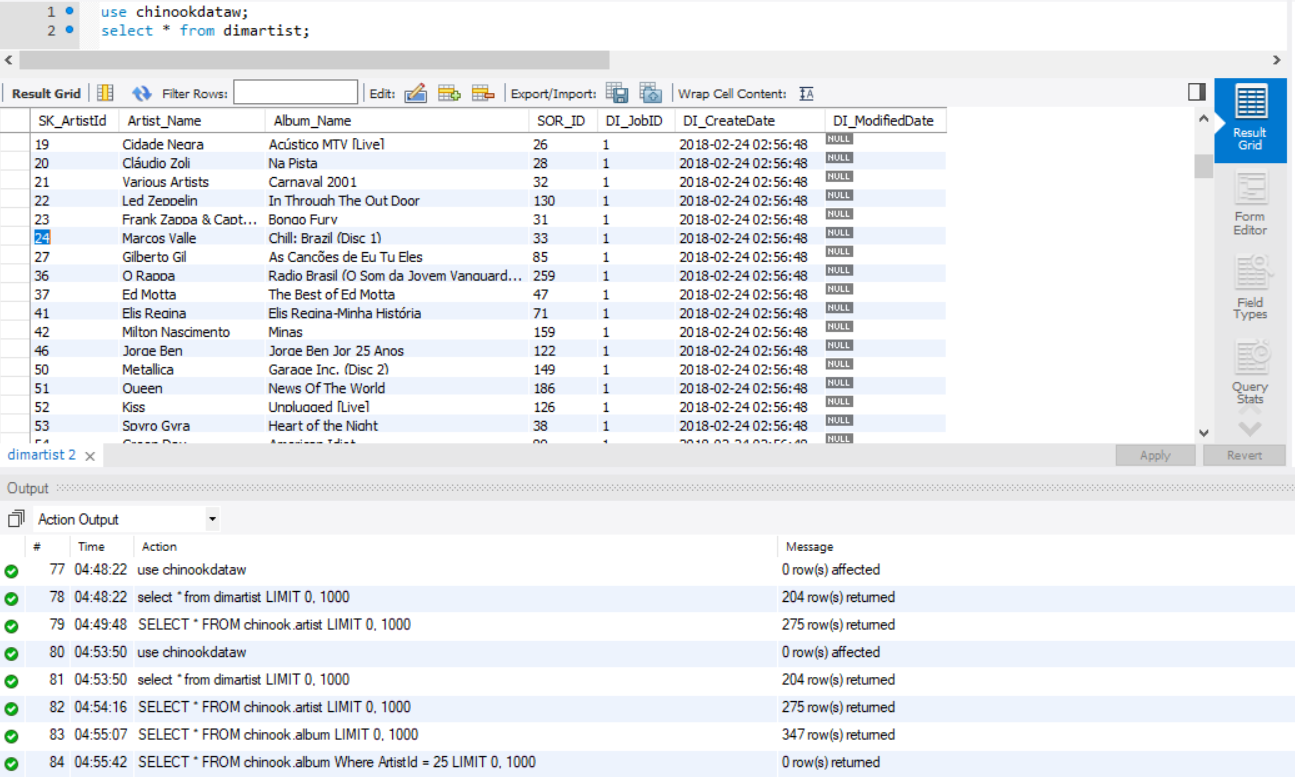 1 use chinookdataw;
2 select * from dimartist;
Result Grid Filter Rows: Edit: Export/Import: Wrap Cell Content: IA
SK_ArtistId Artist_Name Album_Name SOR_ID DI_JobID DI_CreateDate DI_ModifiedDate
19 Cidade Negra Acústico MTV [Live] 26 1 2018-02-24 02:56:48 NULL
20 Cláudio Zoli Na Pista 28 1 2018-02-24 02:56:48 NULL
21 Various Artists Carnaval 2001 32 1 2018-02-24 02:56:48 NULL
22 Led Zeppelin In Through The Out Door 130 1 2018-02-24 02:56:48 NULL
23 Frank Zappa & Capt... Bongo Fury 31 1 2018-02-24 02:56:48 NULL
24 Marcos Valle Chill: Brazil (Disc 1) 33 1 2018-02-24 02:56:48 NULL
27 Gilberto Gil As Canções de Eu Tu Eles 85 1 2018-02-24 02:56:48 NULL
36 O Rappa Radio Brasil (O Som da Jovem Vanguard... 259 1 2018-02-24 02:56:48 NULL
37 Ed Motta The Best of Ed Motta 47 1 2018-02-24 02:56:48 NULL
41 Elis Regina Elis Regina-Minha História 71 1 2018-02-24 02:56:48 NULL
42 Milton Nascimento Minas 159 1 2018-02-24 02:56:48 NULL
46 Jorge Ben Jorge Ben Jor 25 Anos 122 1 2018-02-24 02:56:48 NULL
50 Metallica Garage Inc. (Disc 2) 149 1 2018-02-24 02:56:48 NULL
51 Queen News Of The World 186 1 2018-02-24 02:56:48 NULL
52 Kiss Unplugged [Live] 126 1 2018-02-24 02:56:48 NULL
53 Spyro Gyra Heart of the Night 38 1 2018-02-24 02:56:48 NULL
54 Green Day American Idiot 1 2018-02-24 02:56:48 NULL
Result
Grid
Form
Editor
Field
Types
Query
Stats
dimartist 2 Apply Revert
Output
Action Output
# Time Action Message
77 04:48:22 use chinookdataw 0 row(s) affected
78 04:48:22 select * from dimartist LIMIT 0, 1000 204 row(s) returned
79 04:49:48 SELECT * FROM chinook.artist LIMIT 0, 1000 275 row(s) returned
80 04:53:50 use chinookdataw 0 row(s) affected
81 04:53:50 select * from dimartist LIMIT 0, 1000 204 row(s) returned
82 04:54:16 SELECT * FROM chinook.artist LIMIT 0, 1000 275 row(s) returned
83 04:55:07 SELECT * FROM chinook.album LIMIT 0, 1000 347 row(s) returned
84 04:55:42 SELECT * FROM chinook.album Where ArtistId = 25 LIMIT 0, 1000 0 row(s) returned